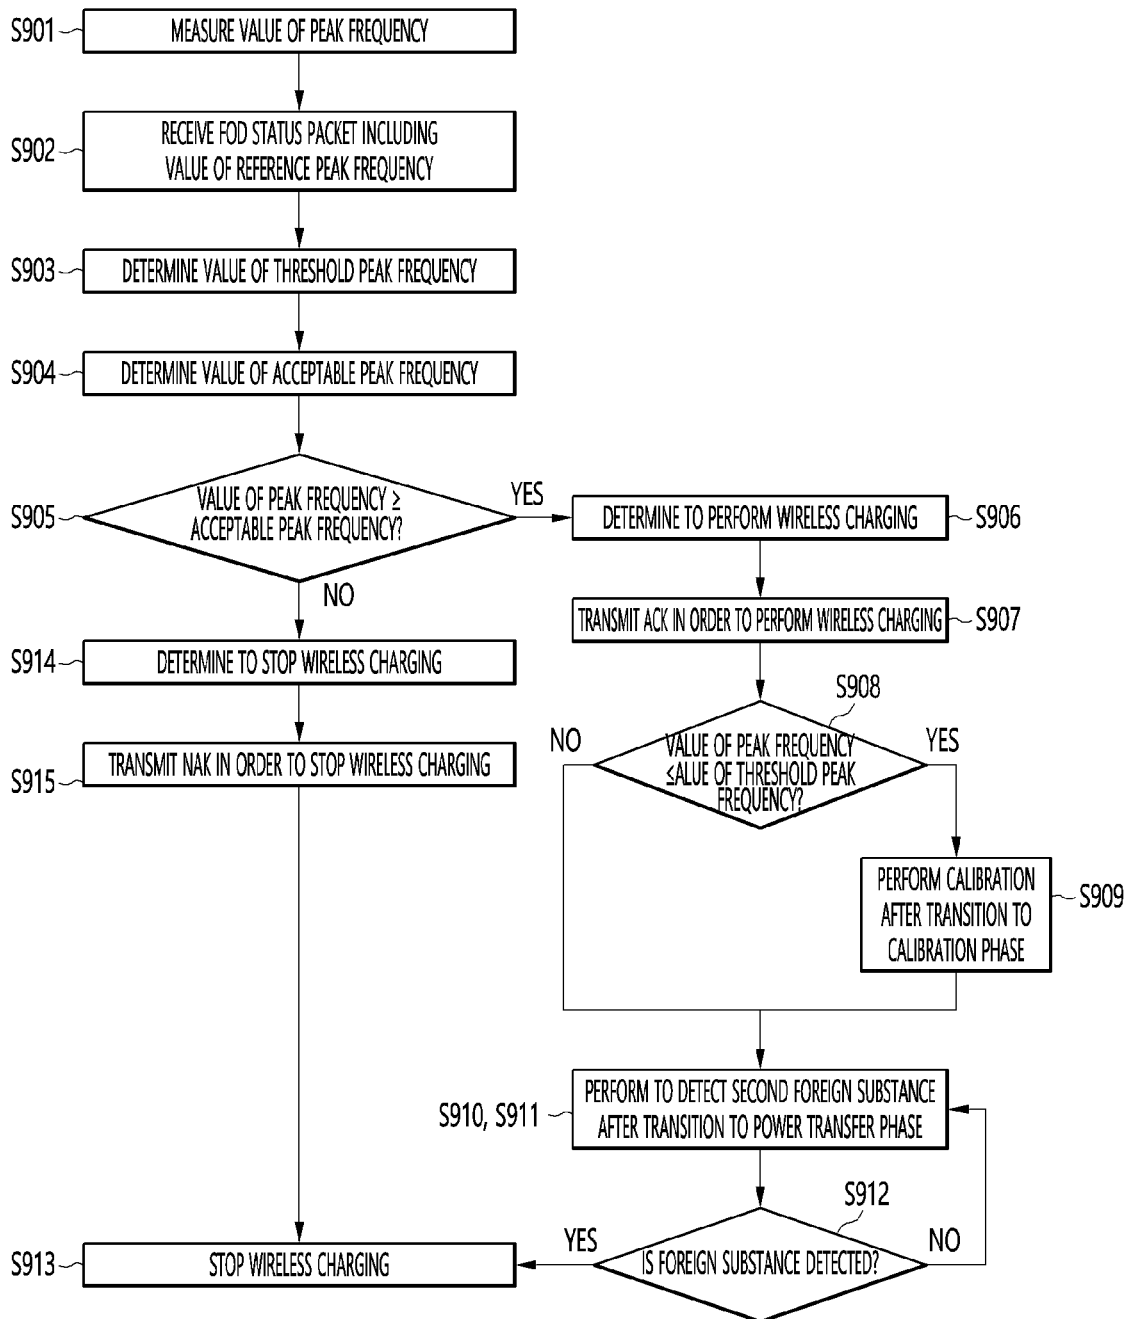 S901
MEASURE VALUE OF PEAK FREQUENCY
S902
RECEIVE FOD STATUS PACKET INCLUDING
VALUE OF REFERENCE PEAK FREQUENCY
S903
DETERMINE VALUE OF THRESHOLD PEAK FREQUENCY
S904
DETERMINE VALUE OF ACCEPTABLE PEAK FREQUENCY
S905
VALUE OF PEAK FREQUENCY ≥
ACCEPTABLE PEAK FREQUENCY?
YES
NO
DETERMINE TO PERFORM WIRELESS CHARGING
S906
TRANSMIT ACK IN ORDER TO PERFORM WIRELESS CHARGING
S907
S914
DETERMINE TO STOP WIRELESS CHARGING
S915
TRANSMIT NAK IN ORDER TO STOP WIRELESS CHARGING
S908
NO
VALUE OF PEAK FREQUENCY
≤ALUE OF THRESHOLD PEAK
FREQUENCY?
YES
PERFORM CALIBRATION
AFTER TRANSITION TO
CALIBRATION PHASE
S909
S910, S911
PERFORM TO DETECT SECOND FOREIGN SUBSTANCE
AFTER TRANSITION TO POWER TRANSFER PHASE
S912
YES
IS FOREIGN SUBSTANCE DETECTED?
NO
S913
STOP WIRELESS CHARGING